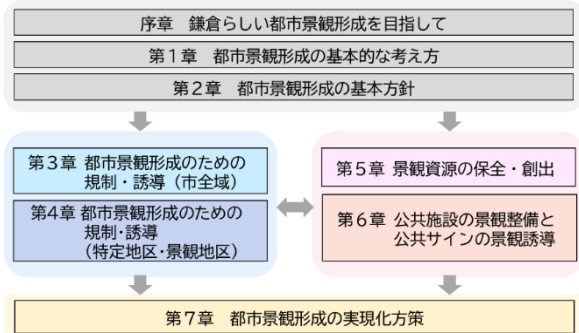 序章　鎌倉らしい都市景観形成を目指して
第１章　都市景観形成の基本的な考え方
第２章　都市景観形成の基本方針
第３章 都市景観形成のための
規制・誘導（市全域）
第4章 都市景観形成のための
規制・誘導
（特定地区・景観地区）
第５章 景観資源の保全・創出
第６章 公共施設の景観整備と
公共サインの景観誘導
第７章　都市景観形成の実現化方策